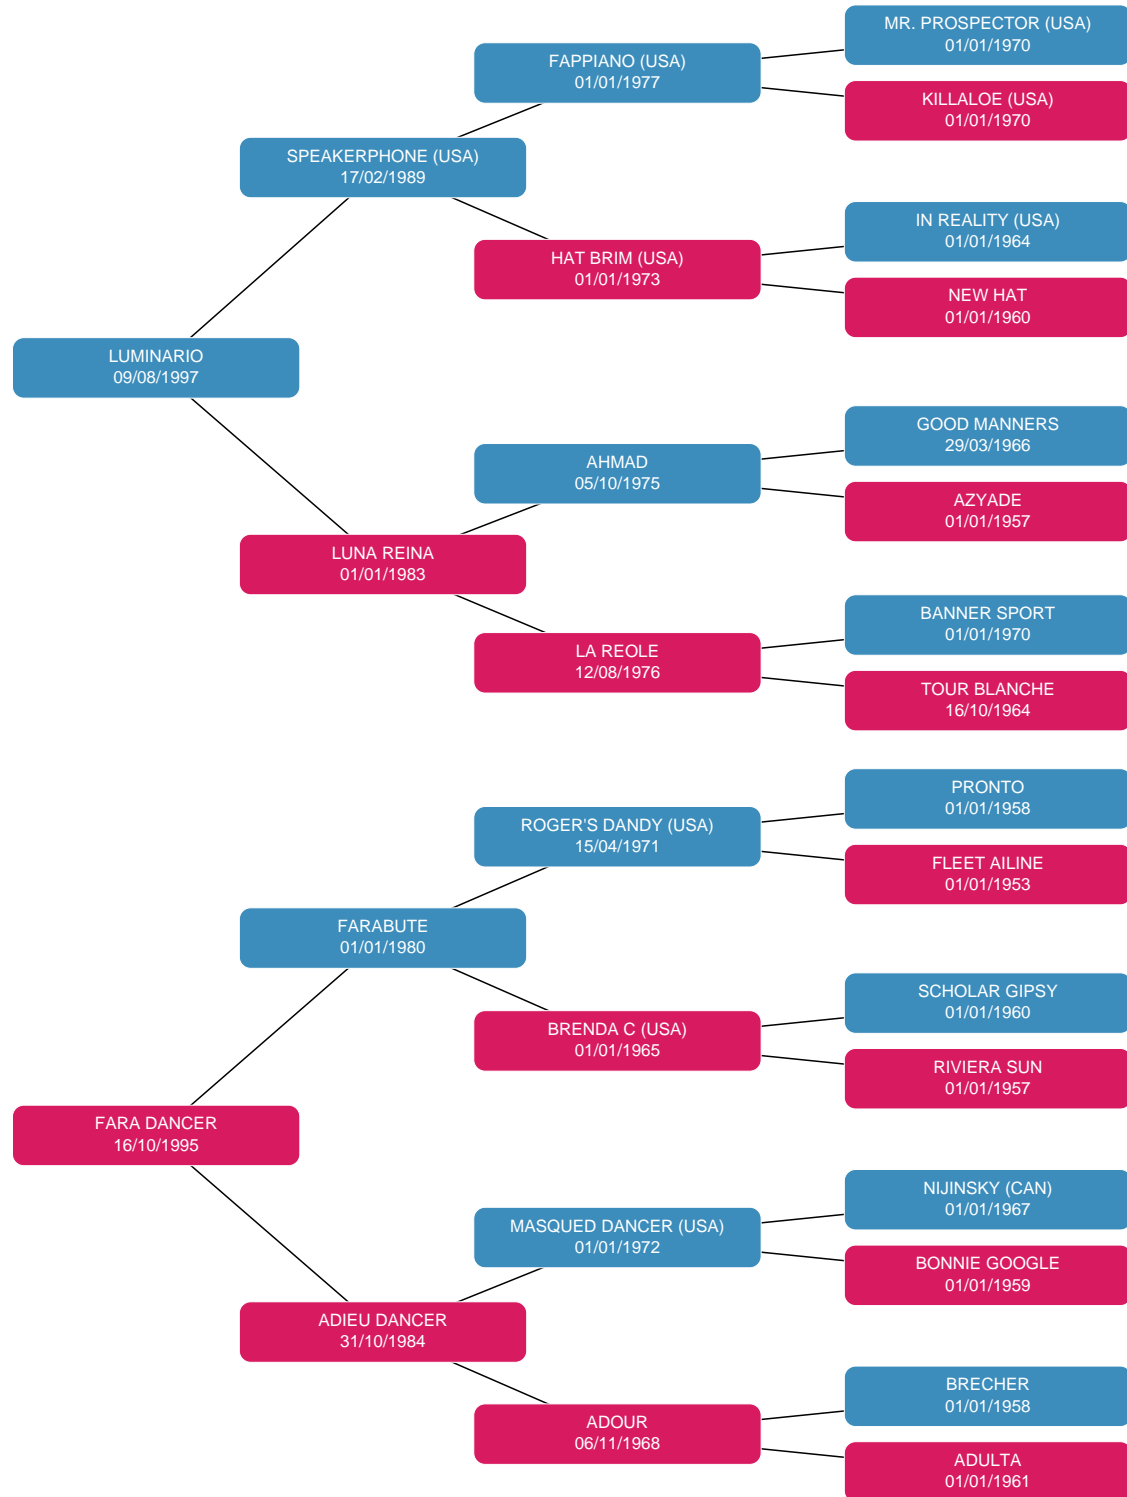 MR. PROSPECTOR (USA)
01/01/1970
FAPPIANO (USA)
01/01/1977
KILLALOE (USA)
01/01/1970
SPEAKERPHONE (USA)
17/02/1989
IN REALITY (USA)
01/01/1964
HAT BRIM (USA)
01/01/1973
NEW HAT
01/01/1960
LUMINARIO
09/08/1997
GOOD MANNERS
29/03/1966
AHMAD
05/10/1975
AZYADE
01/01/1957
LUNA REINA
01/01/1983
BANNER SPORT
01/01/1970
LA REOLE
12/08/1976
TOUR BLANCHE
16/10/1964
PRONTO
01/01/1958
ROGER'S DANDY (USA)
15/04/1971
FLEET AILINE
01/01/1953
FARABUTE
01/01/1980
SCHOLAR GIPSY
01/01/1960
BRENDA C (USA)
01/01/1965
RIVIERA SUN
01/01/1957
FARA DANCER
16/10/1995
NIJINSKY (CAN)
01/01/1967
MASQUED DANCER (USA)
01/01/1972
BONNIE GOOGLE
01/01/1959
ADIEU DANCER
31/10/1984
BRECHER
01/01/1958
ADOUR
06/11/1968
ADULTA
01/01/1961